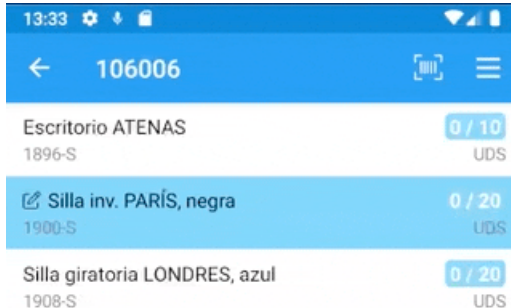 13:33
106006
Escritorio ATENAS
0 / 10
1896-S
UDS
Silla inv. PARÍS, negra
0 / 20
1900-S
UDS
Silla giratoria LONDRES, azul
0 / 20
1908-S
UDS